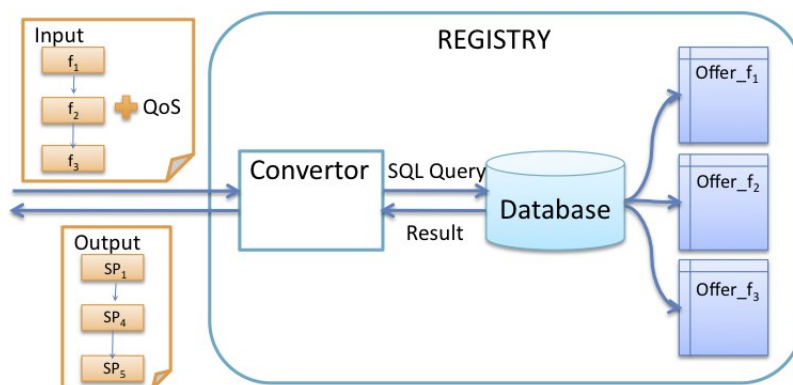 REGISTRY
Input
f₁
f₂
QoS
f₃
Convertor
SQL Query
Result
Database
Offer_f₁
Offer_f₂
Offer_f₃
Output
SP₁
SP₄
SP₅